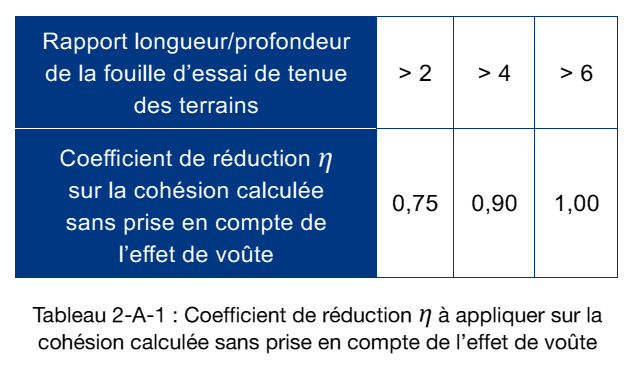 Rapport longueur/profondeur
de la fouille d’essai de tenue
des terrains
> 2 > 4 > 6
Coefficient de réduction η
sur la cohésion calculée
sans prise en compte de
l’effet de voûte
0,75 0,90 1,00
Tableau 2-A-1 : Coefficient de réduction η à appliquer sur la
cohésion calculée sans prise en compte de l’effet de voûte